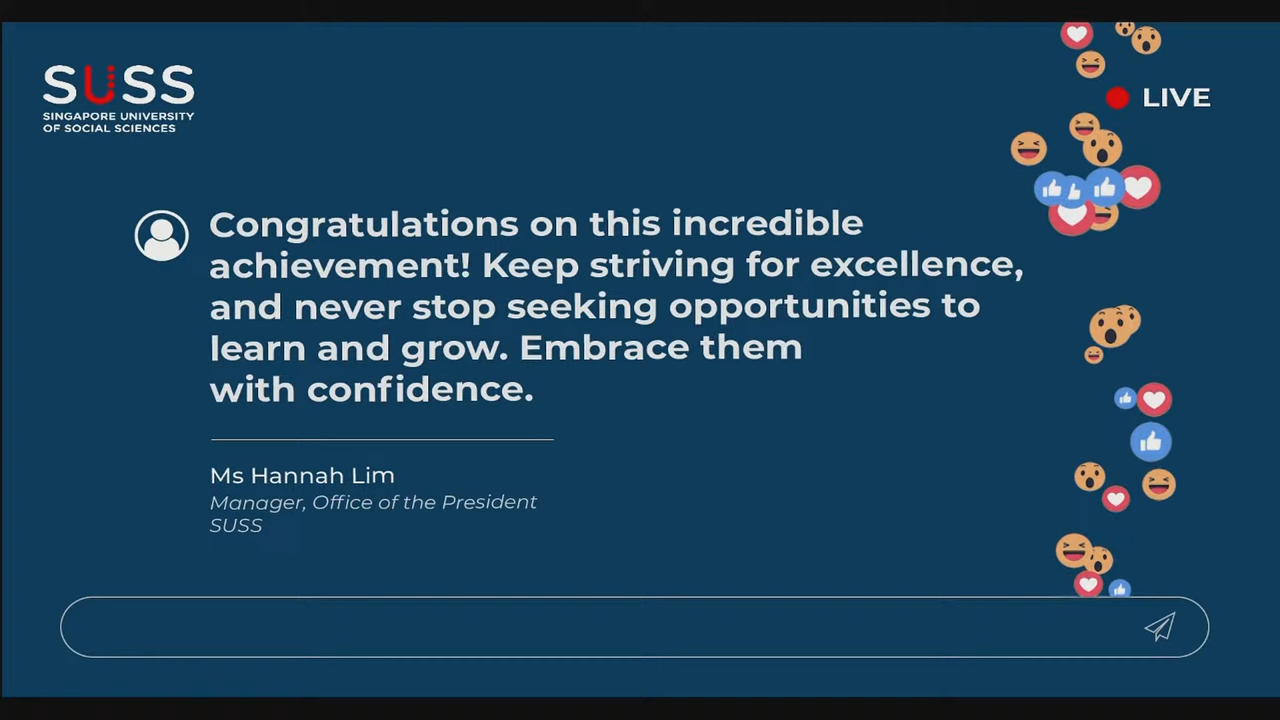 SUSS
SINGAPORE UNIVERSITY
OF SOCIAL SCIENCES
LIVE
Congratulations on this incredible
achievement! Keep striving for excellence,
and never stop seeking opportunities to
learn and grow. Embrace them
with confidence.
Ms Hannah Lim
Manager, Office of the President
SUSS